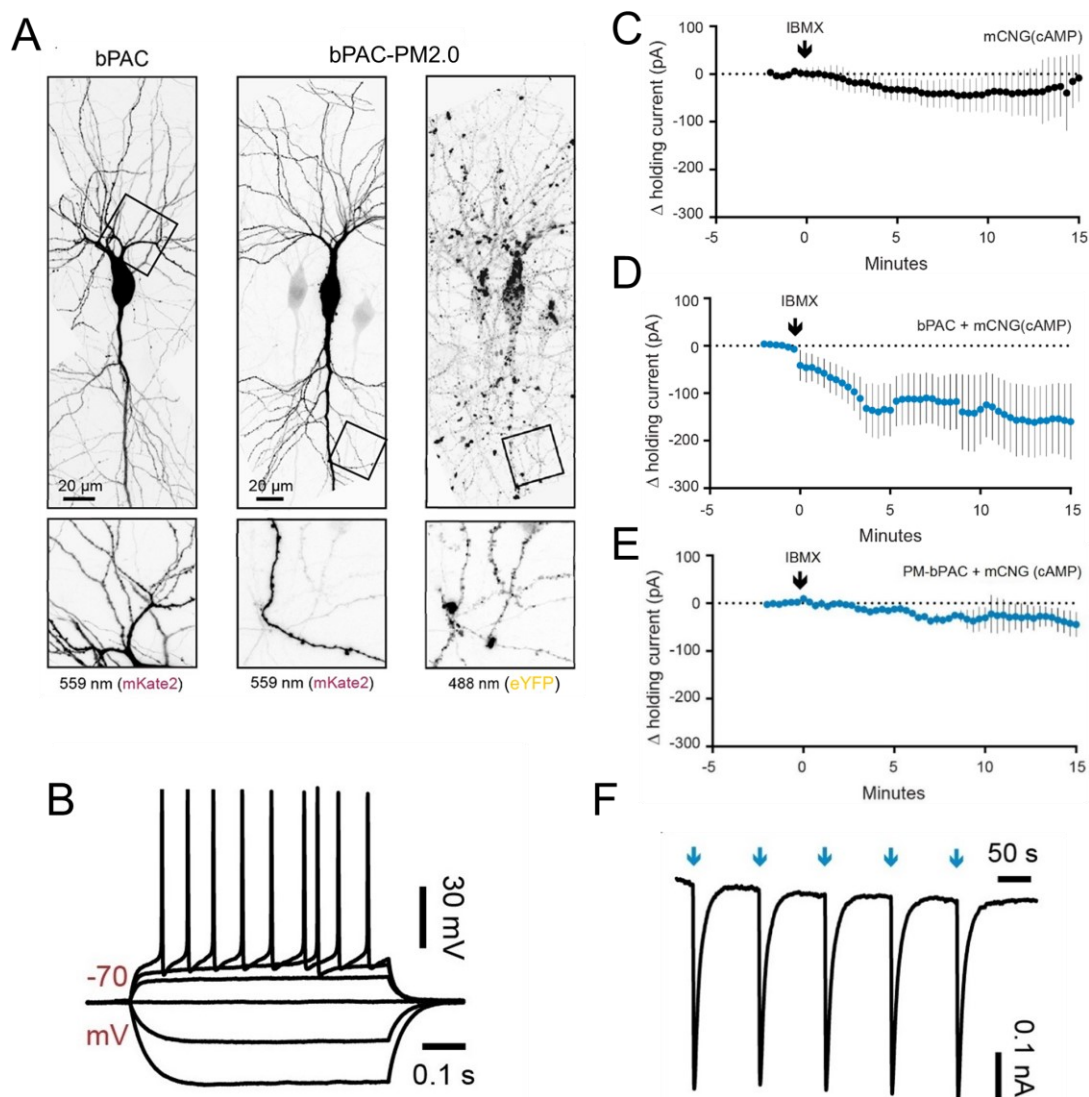 A
bPAC
bPAC-PM2.0
20 µm
20 µm
559 nm (mKate2)
559 nm (mKate2)
488 nm (eYFP)
B
-70
mV
30 mV
0.1 s
C
IBMX
mCNG(cAMP)
Δ holding current (pA)
100
0
-100
-200
-300
-5
0
5
10
15
Minutes
D
IBMX
bPAC + mCNG(cAMP)
Δ holding current (pA)
100
0
-100
-200
-300
-5
0
5
10
15
Minutes
E
IBMX
PM-bPAC + mCNG (cAMP)
Δ holding current (pA)
100
0
-100
-200
-300
-5
0
5
10
15
Minutes
F
50 s
0.1 nA